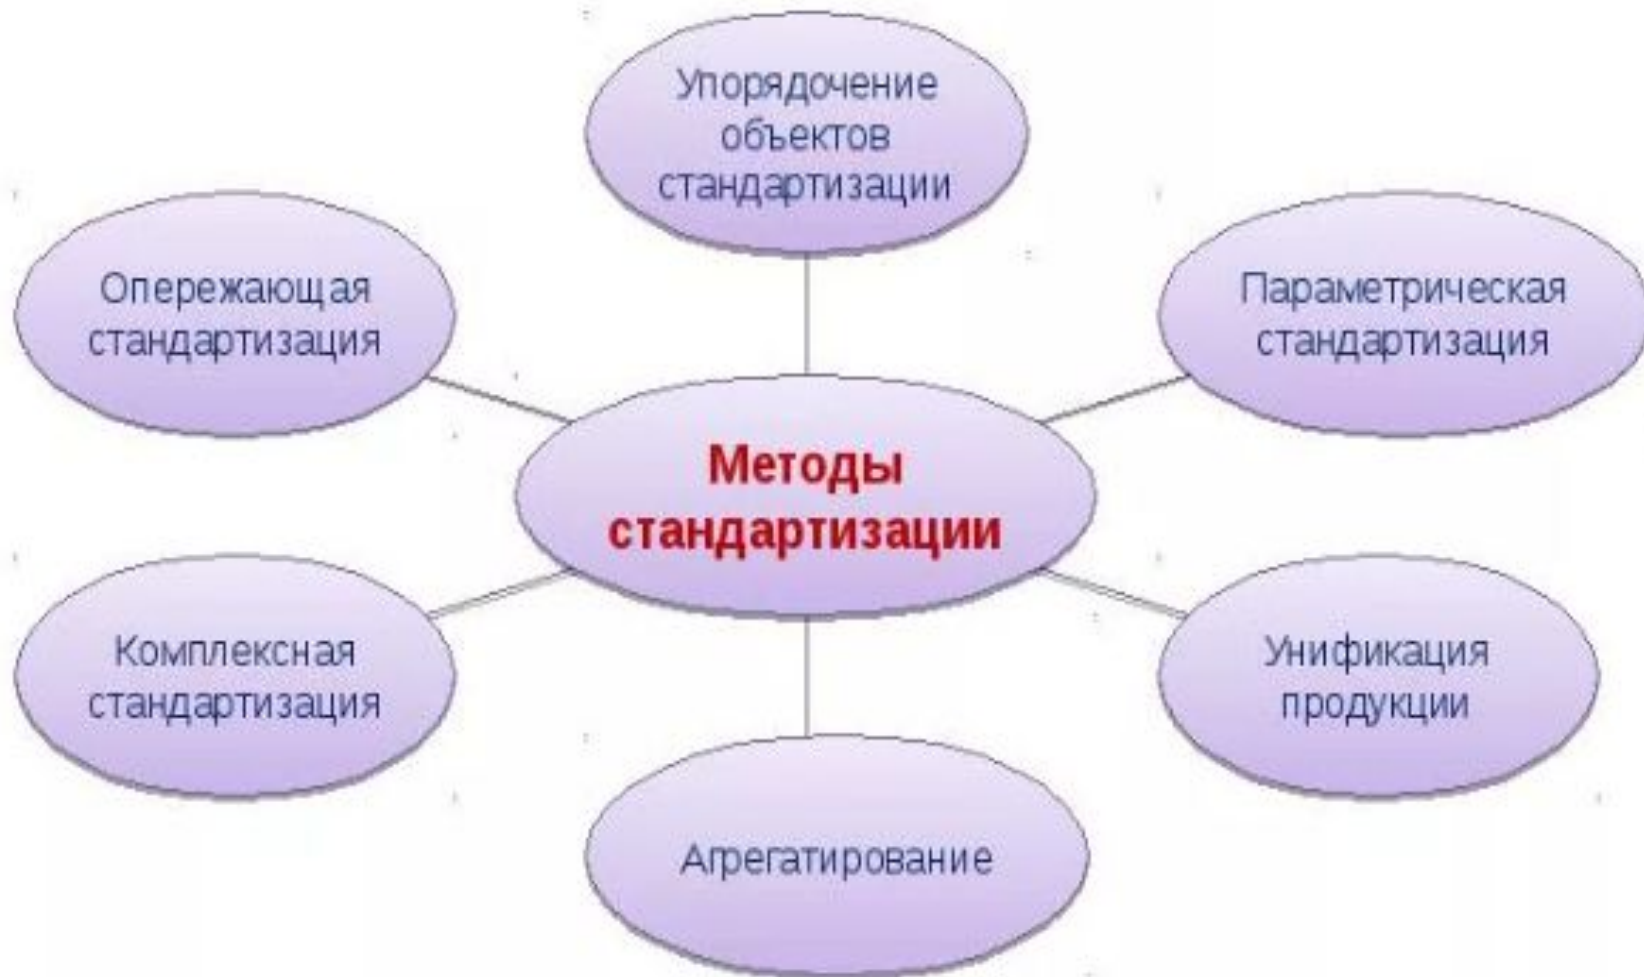 Упорядочение
объектов
стандартизации
Опережающая
стандартизация
Параметрическая
стандартизация
Методы
стандартизации
Комплексная
стандартизация
Унификация
продукции
Агрегатирование